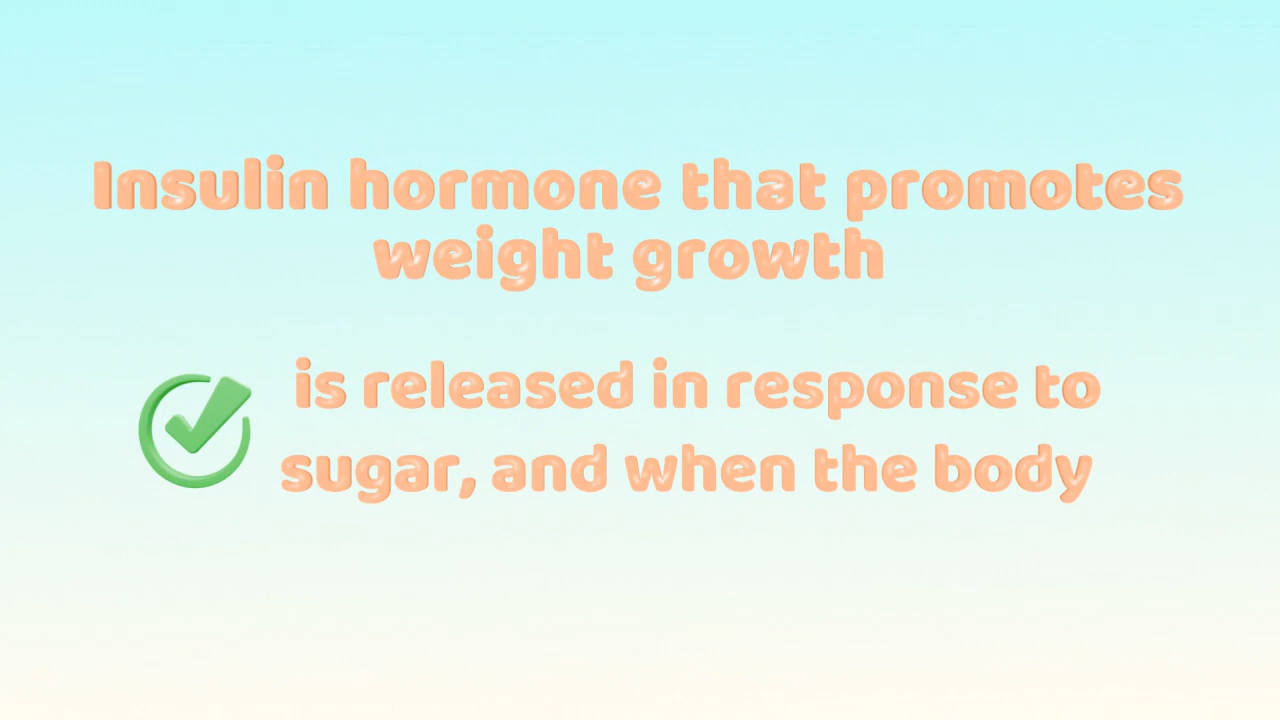 Insulin hormone that promotes
weight growth
is released in response to
sugar, and when the body